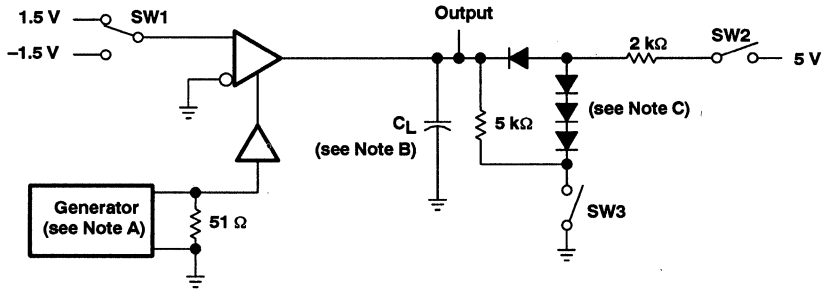 Output
1.5 V
SW1
–1.5 V
2 kΩ
SW2
5 V
CL
(see Note B)
5 kΩ
(see Note C)
Generator
(see Note A)
51 Ω
SW3